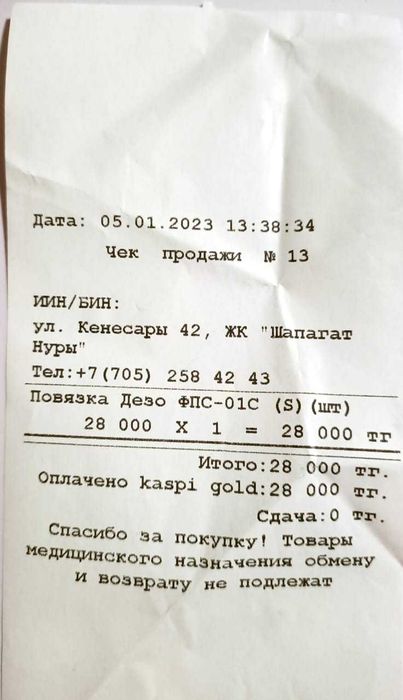 Дата: 05.01.2023 13:38:34
Чек продажи № 13
ИИН/БИН:
ул. Кенесары 42, ЖК "Шапагат
Нуры"
Тел:+7(705) 258 42 43
Повязка Дезо ФПС-01С (S)(шт)
28 000 X 1 = 28 000 тг
Итого:28 000 тг.
Оплачено kaspi gold:28 000 тг.
Сдача:0 тг.
Спасибо за покупку! Товары
медицинского назначения обмену
и возврату не подлежат